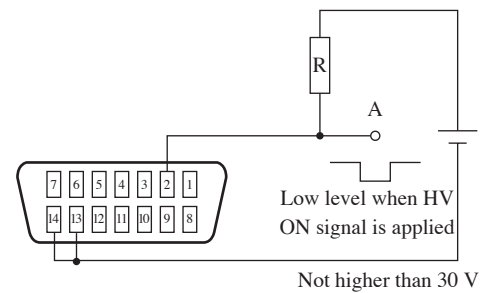 R
A
7 6 5 4 3 2 1
14 13 12 11 10 9 8
Low level when HV
ON signal is applied
Not higher than 30 V